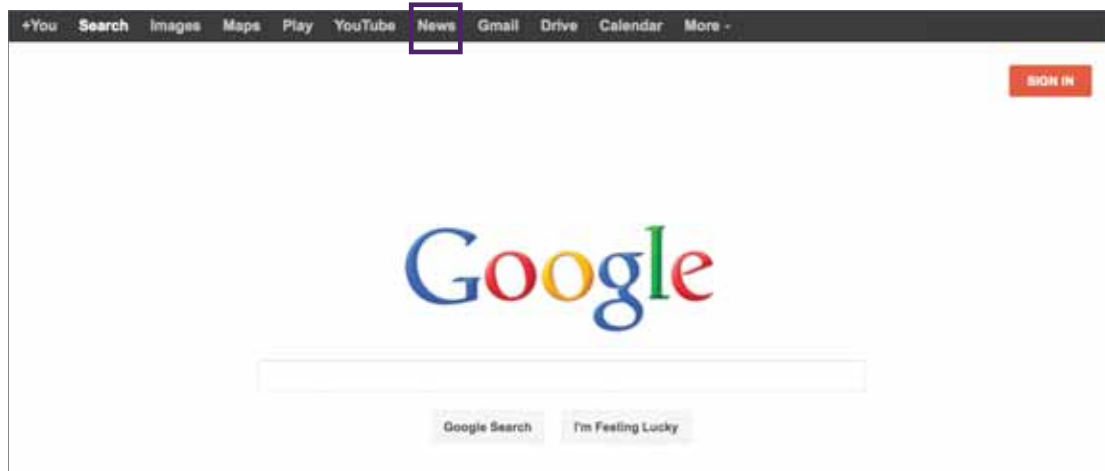 +You Search Images Maps Play YouTube News Gmail Drive Calendar More
SIGN IN
Google
Google Search I'm Feeling Lucky